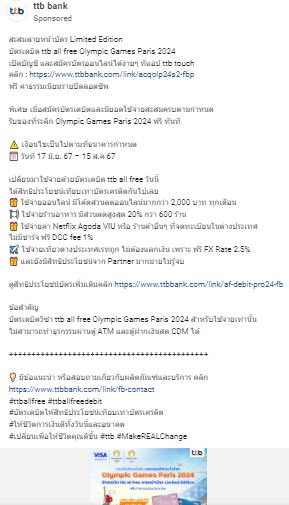 ttb bank
Sponsored
สะสมลายหน้าบัตร Limited Edition
บัตรเดบิต ttb all free Olympic Games Paris 2024
เปิดบัญชี และสมัครบัตรออนไลน์ได้ง่ายๆ ที่แอป ttb touch
คลิก : https://www.ttbbank.com/link/acqolp24s2-fbp
ฟรี ค่าธรรมเนียมรายปีตลอดชีพ
พิเศษ เมื่อสมัครบัตรเดบิตและมียอดใช้จ่ายสะสมครบตามกำหนด
รับของที่ระลึก Olympic Games Paris 2024 ฟรี ทันที
⚠️ เงื่อนไขเป็นไปตามที่ธนาคารกำหนด
📅 วันที่ 17 มิ.ย. 67 – 15 ส.ค 67
เปลี่ยนมาใช้จ่ายด้วยบัตรเดบิต ttb all free วันนี้
ได้สิทธิประโยชน์เทียบเท่าบัตรเครดิตกันไปเลย
🎁 ใช้จ่ายออนไลน์ มีโค้ดส่วนลดออนไลน์มากกว่า 2,000 บาท ทุกเดือน
ใช้จ่ายร้านอาหาร มีส่วนลดสูงสุด 20% กว่า 600 ร้าน
🎁 ใช้จ่ายค่า Netflix Agoda VIU หรือ ร้านค้าอื่นๆ ที่จดทะเบียนในต่างประเทศ
ไม่มีชาร์จ ฟรี DCC fee 1%
ใช้จ่ายเที่ยวต่างประเทศเรทถูก ไม่ต้องแลกเงิน เพราะ ฟรี FX Rate 2.5%
🎁 และยังมีสิทธิประโยชน์จาก Partner มากมายไม่รู้จบ
ดูสิทธิประโยชน์บัตรเพิ่มเติมคลิก https://www.ttbbank.com/link/af-debit-pro24-fb
ข้อสำคัญ
บัตรเดบิตวีซ่า ttb all free Olympic Games Paris 2024 สำหรับใช้จ่ายเท่านั้น
ไม่สามารถทำธุรกรรมผ่านตู้ ATM และตู้ฝากเงินสด CDM ได้
++++++++++++++++++++++++++++++++++++++++++
💡 มีข้อแนะนำ หรือสอบถามเกี่ยวกับผลิตภัณฑ์และบริการ คลิก
https://www.ttbbank.com/link/fb-contact
#ttballfree #ttballfreedebit
#บัตรเดบิตให้สิทธิประโยชน์เทียบเท่าบัตรเครดิต
#ให้ชีวิตการเงินดีทั้งวันนี้และอนาคต
#เปลี่ยนเพื่อให้ชีวิตคุณดีขึ้น #ttb #MakeREALChange
VISA
ttb
Olympic Games Paris 2024